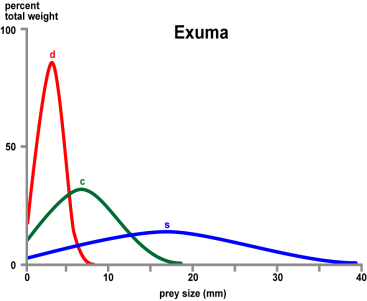 percent
total weight
Exuma
100
d
50
c
s
0
0 10 20 30 40
prey size (mm)